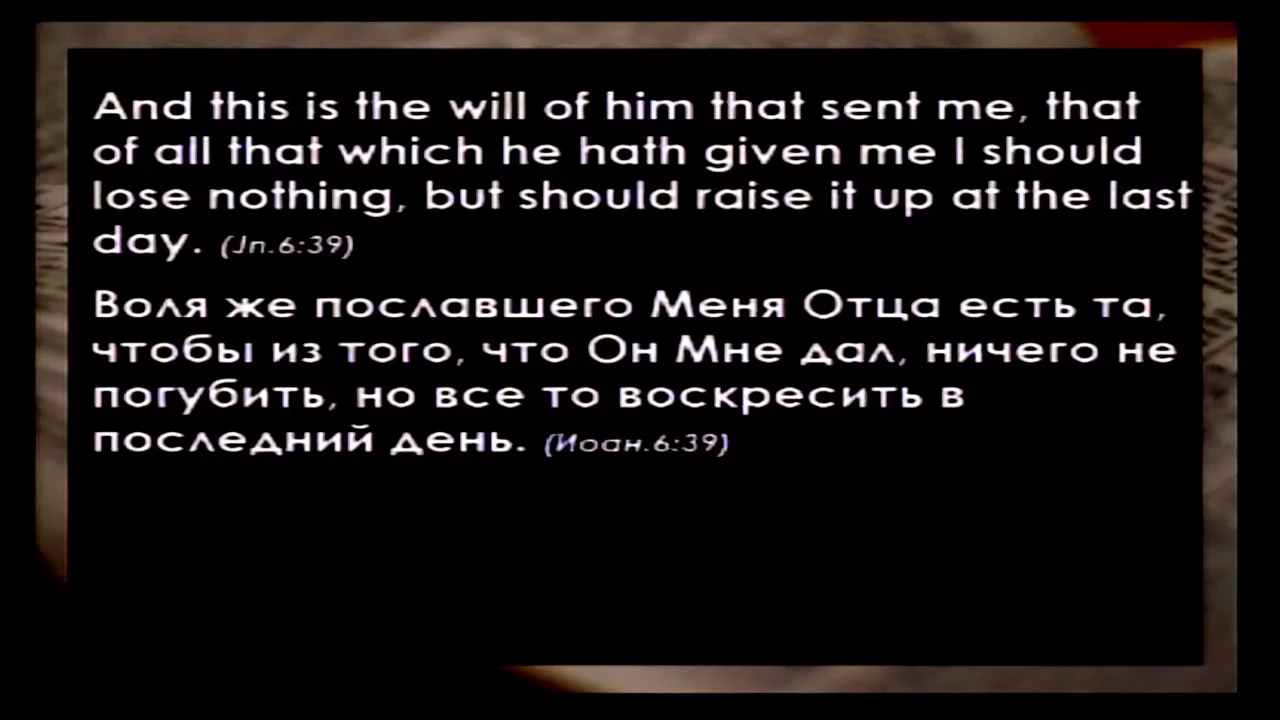 And this is the will of him that sent me, that
of all that which he hath given me I should
lose nothing, but should raise it up at the last
day. (Jn.6:39)
Воля же пославшего Меня Отца есть та,
чтобы из того, что Он Мне дал, ничего не
погубить, но все то воскресить в
последний день. (Иоан.6:39)